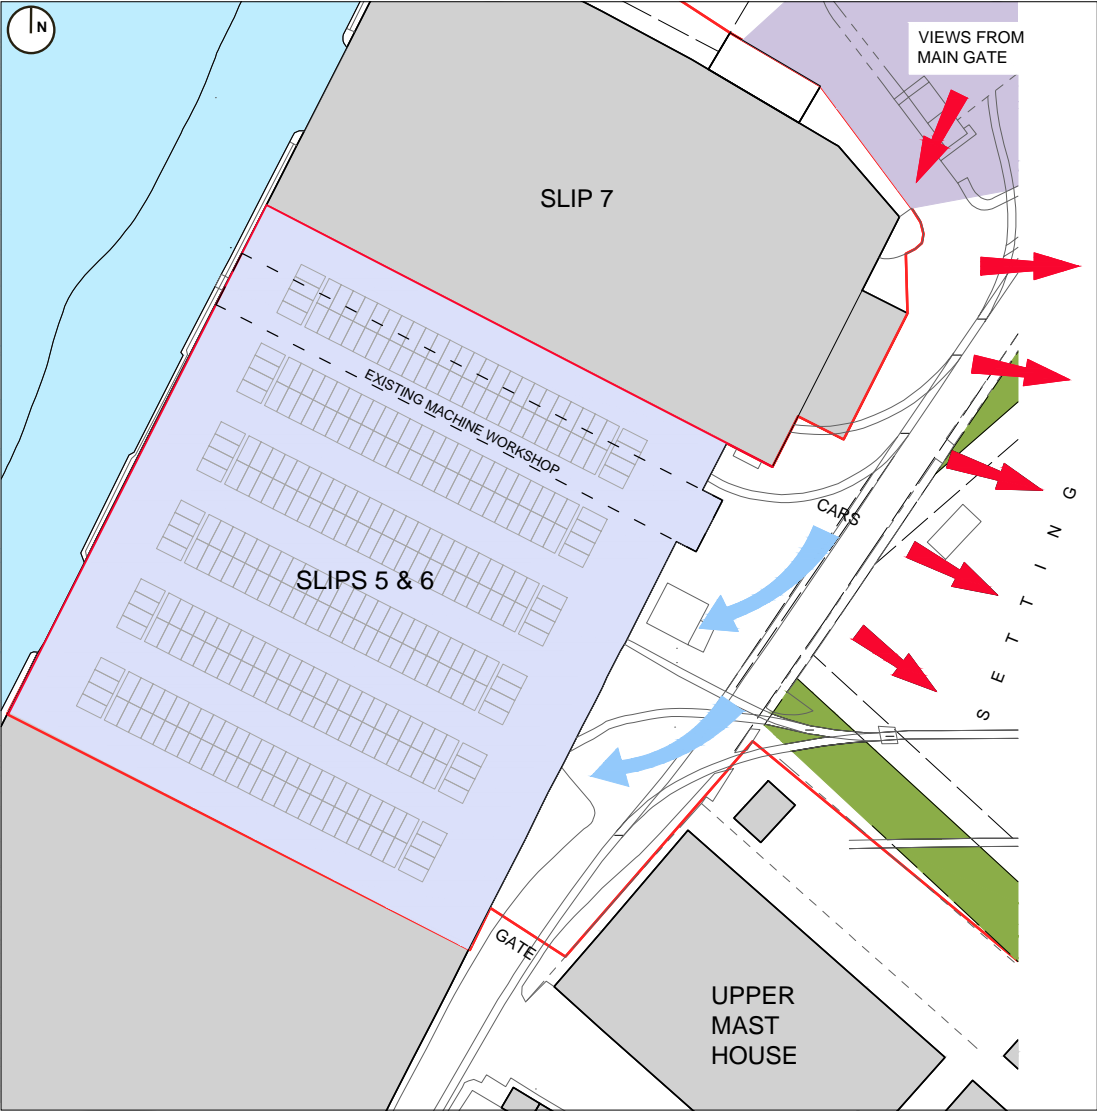 N
VIEWS FROM
MAIN GATE
SLIP 7
EXISTING MACHINE WORKSHOP
CARS
SETTING
SLIPS 5 & 6
GATE
UPPER
MAST
HOUSE